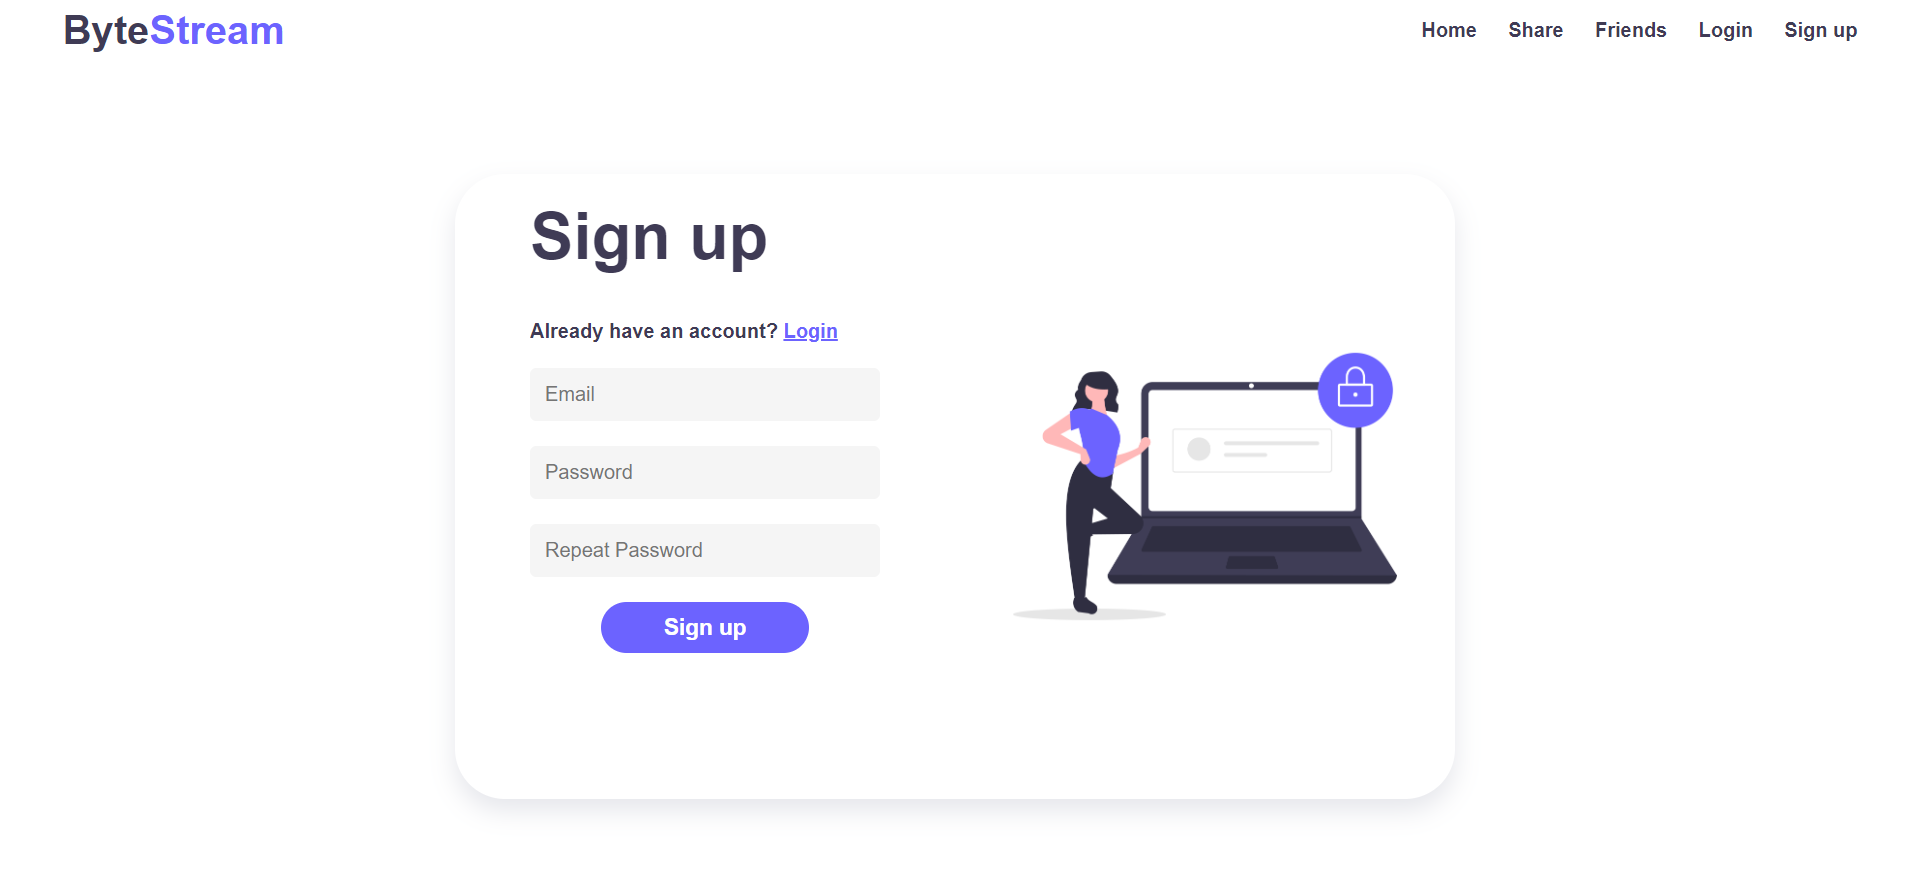 ByteStream
Home Share Friends Login Sign up
Sign up
Already have an account? Login
Email
Password
Repeat Password
Sign up